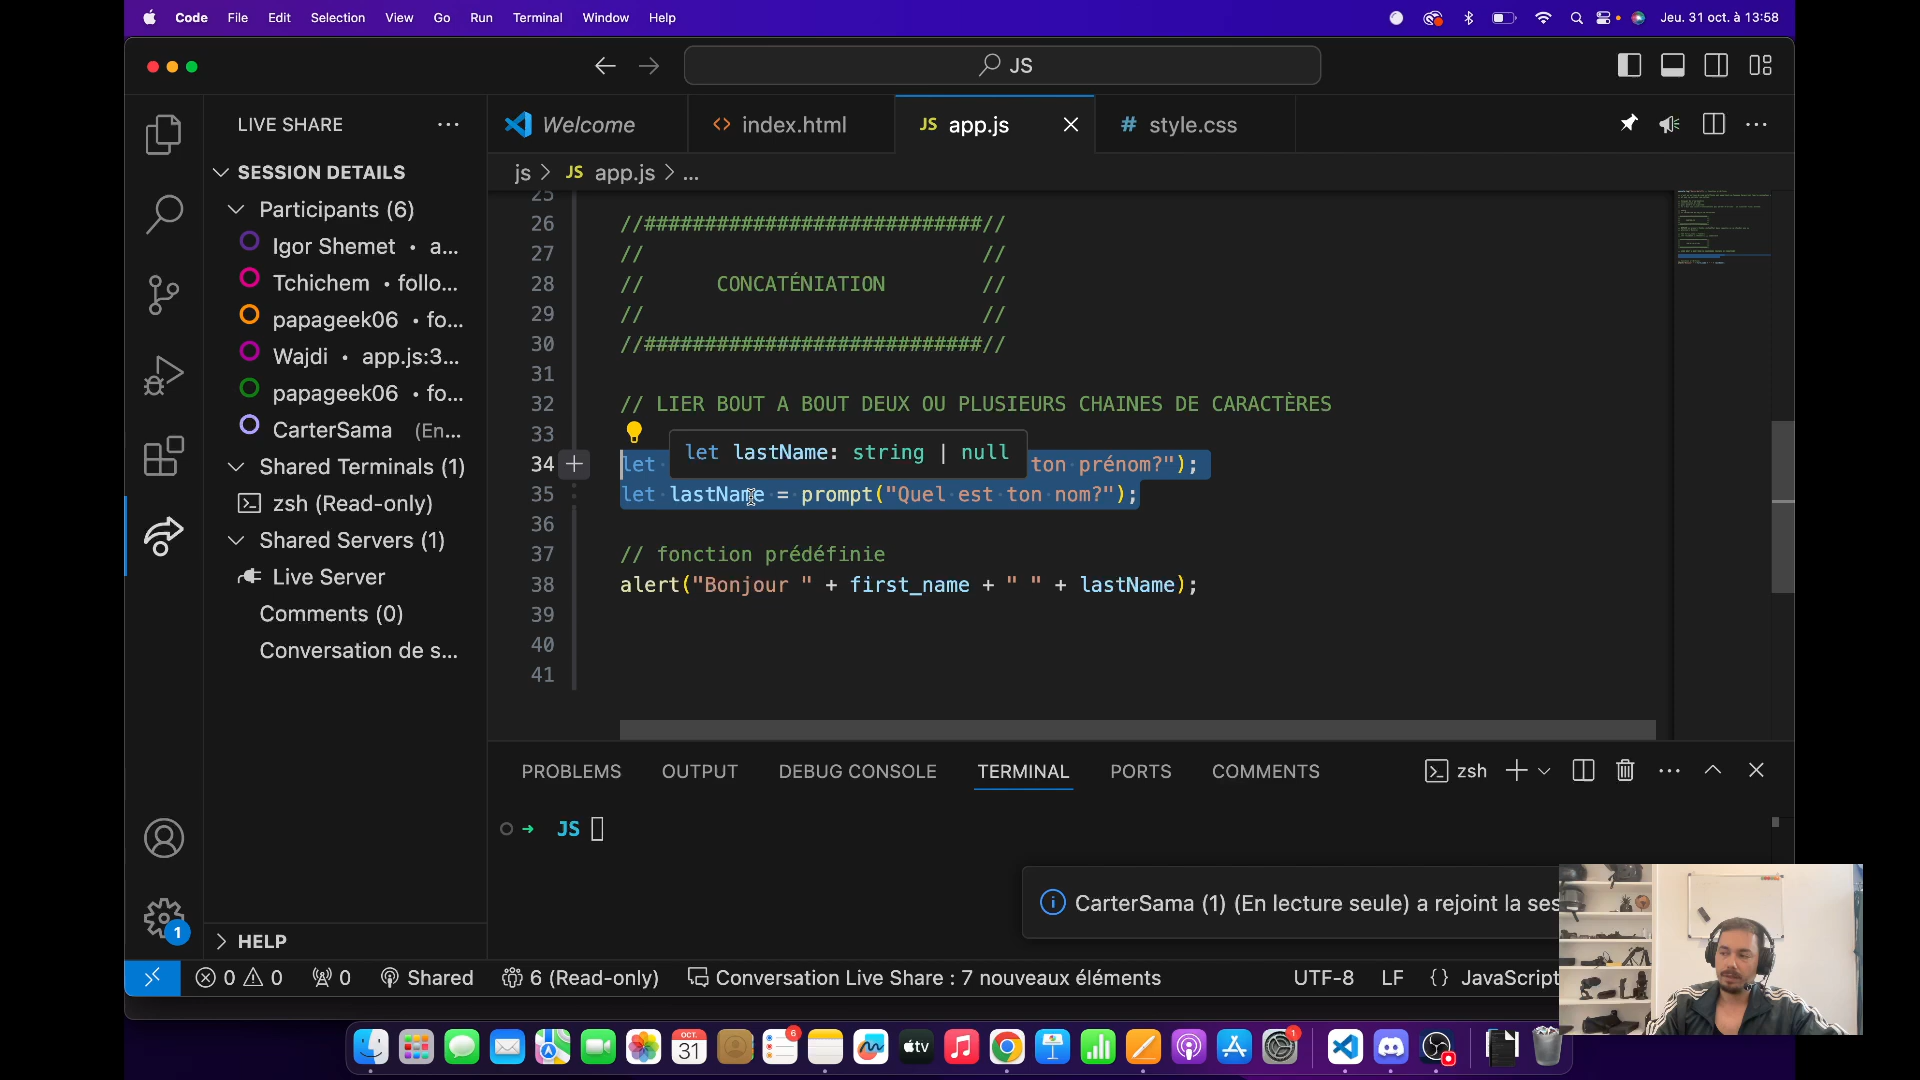 Code File Edit Selection View Go Run Terminal Window Help
Jeu. 31 oct. à 13:58
JS
LIVE SHARE
Welcome
index.html
JS app.js
# style.css
js > JS app.js > ...
SESSION DETAILS
Participants (6)
Igor Shemet • a...
Tchichem • follo...
papageek06 • fo...
Wajdi • app.js:3...
papageek06 • fo...
CarterSama (En...
Shared Terminals (1)
zsh (Read-only)
Shared Servers (1)
Live Server
Comments (0)
Conversation de s...
HELP
25
26 //############################//
27 // //
28 // CONCATÉNIATION //
29 // //
30 //############################//
31
32 // LIER BOUT A BOUT DEUX OU PLUSIEURS CHAINES DE CARACTÈRES
33
let lastName: string | null
34 let ton prénom?");
35 let lastName = prompt("Quel est ton nom?");
36
37 // fonction prédéfinie
38 alert("Bonjour " + first_name + " " + lastName);
39
40
41
PROBLEMS OUTPUT DEBUG CONSOLE TERMINAL PORTS COMMENTS
zsh
JS
CarterSama (1) (En lecture seule) a rejoint la ses
1
0 0 0 Shared 6 (Read-only) Conversation Live Share : 7 nouveaux éléments
UTF-8 LF {} JavaScript
OCT.
31
6
tv
1